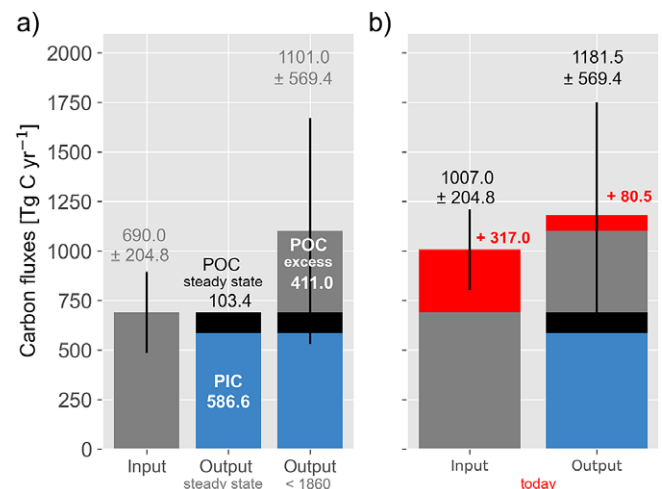 a)
b)
Carbon fluxes [Tg C yr⁻¹]
2000
1750
1500
1250
1000
750
500
250
0
690.0
± 204.8
POC
steady state
103.4
PIC
586.6
1101.0
± 569.4
POC
excess
411.0
Input
Output
steady state
Output
< 1860
1007.0
± 204.8
+ 317.0
1181.5
± 569.4
+ 80.5
Input
Output
today